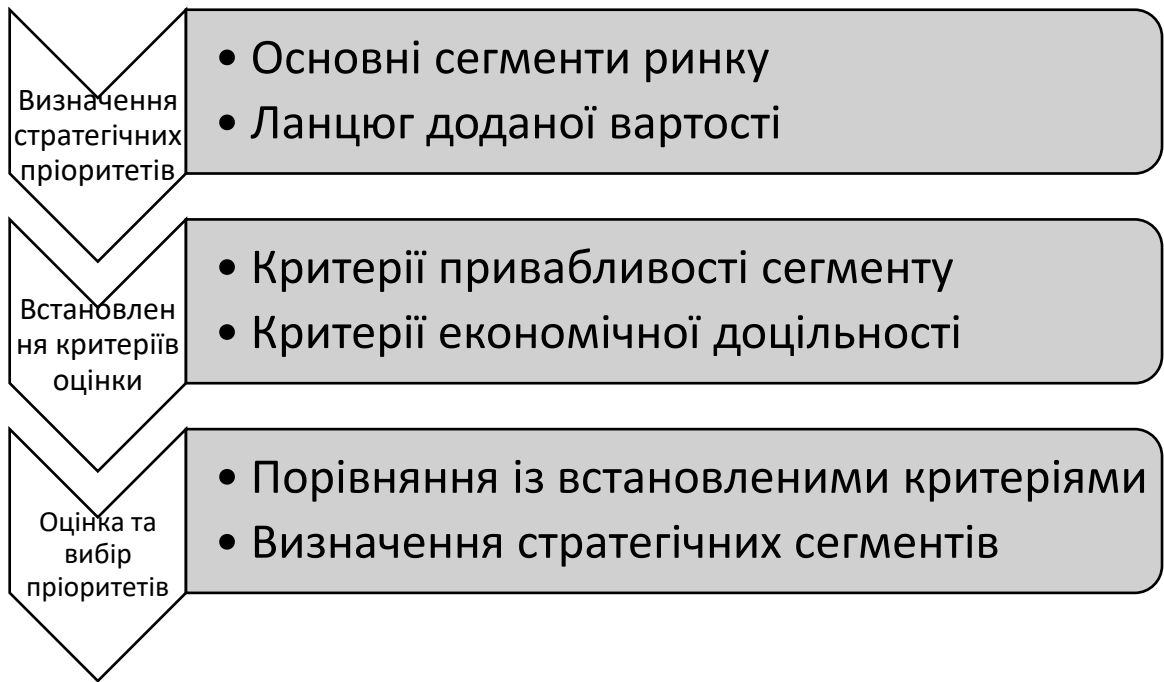 Визначення
стратегічних
пріоритетів
• Основні сегменти ринку
• Ланцюг доданої вартості
Встановлен
ня критеріїв
оцінки
• Критерії привабливості сегменту
• Критерії економічної доцільності
Оцінка та
вибір
пріоритетів
• Порівняння із встановленими критеріями
• Визначення стратегічних сегментів